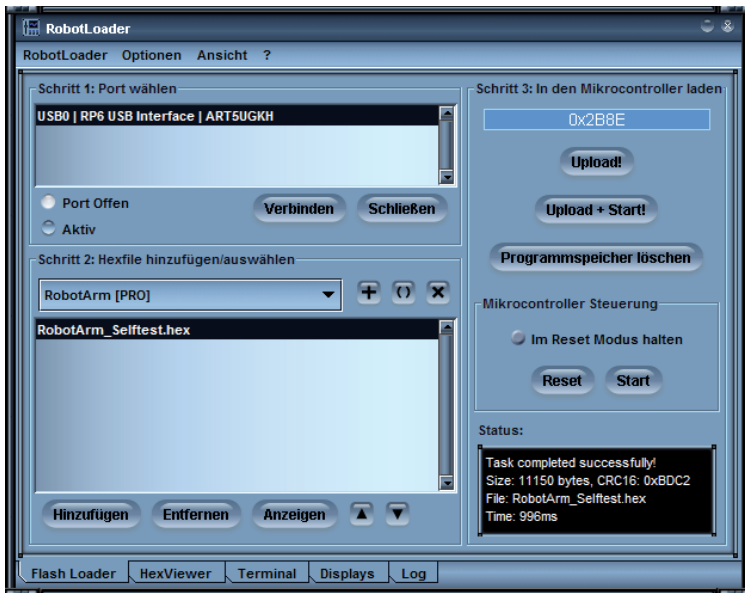 RobotLoader
RobotLoader Optionen Ansicht ?
Schritt 1: Port wählen
USB0 | RP6 USB Interface | ART5UGKH
Port Offen
Aktiv
Verbinden
Schließen
Schritt 2: Hexfile hinzufügen/auswählen
RobotArm [PRO]
+ () x
RobotArm_Selftest.hex
Hinzufügen
Entfernen
Anzeigen
Schritt 3: In den Mikrocontroller laden
0x2B8E
Upload!
Upload + Start!
Programmspeicher löschen
Mikrocontroller Steuerung
Im Reset Modus halten
Reset
Start
Status:
Task completed successfully!
Size: 11150 bytes, CRC16: 0xBDC2
File: RobotArm_Selftest.hex
Time: 996ms
Flash Loader HexViewer Terminal Displays Log